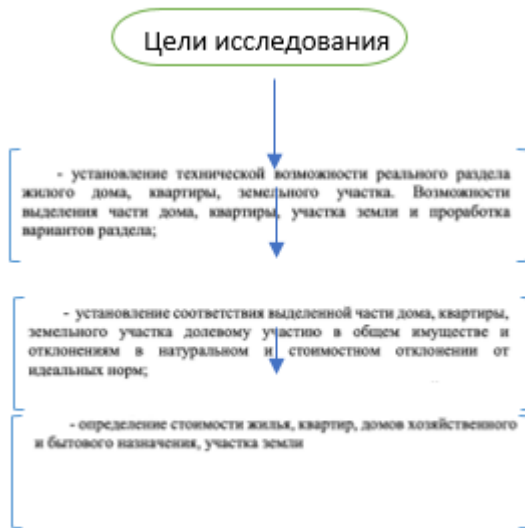 Цели исследования
- установление технической возможности реального раздела
жилого дома, квартиры, земельного участка. Возможности
выделения части дома, квартиры, участка земли и проработка
вариантов раздела;
- установление соответствия выделенной части дома, квартиры,
земельного участка долевому участию в общем имуществе и
отклонениям в натуральном и стоимостном отклонении от
идеальных норм;
- определение стоимости жилья, квартир, домов хозяйственного
и бытового назначения, участка земли